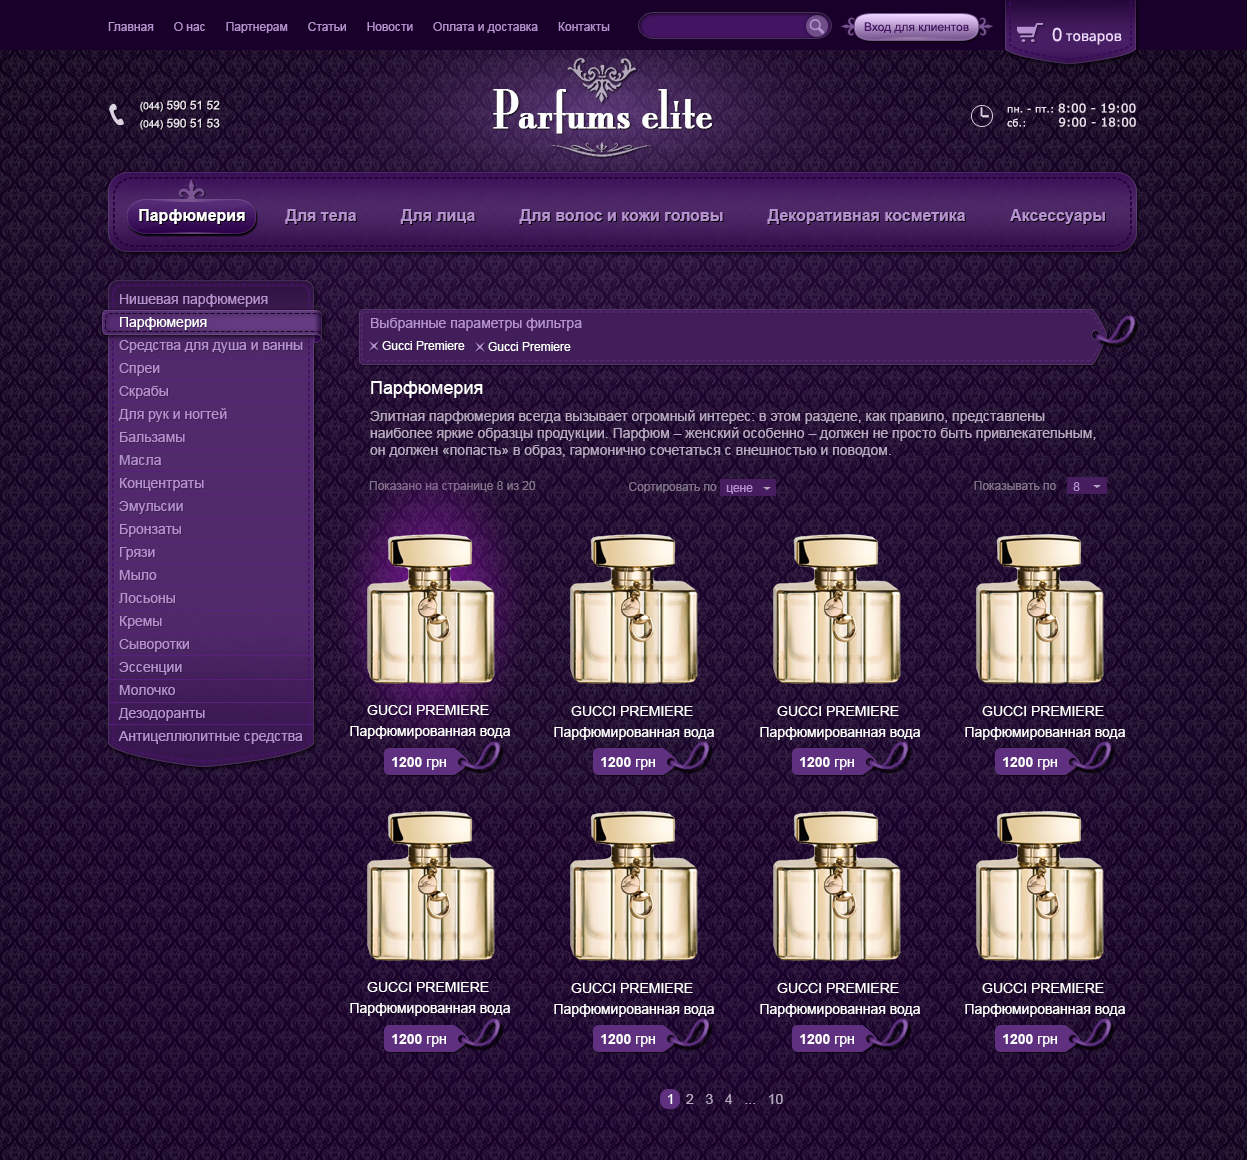 Главная О нас Партнерам Статьи Новости Оплата и доставка Контакты
Вход для клиентов
0 товаров
(044) 590 51 52
(044) 590 51 53
Parfums elite
пн. - пт.: 8:00 - 19:00
сб.: 9:00 - 18:00
Парфюмерия Для тела Для лица Для волос и кожи головы Декоративная косметика Аксессуары
Нишевая парфюмерия
Парфюмерия
Средства для душа и ванны
Спреи
Скрабы
Для рук и ногтей
Бальзамы
Масла
Концентраты
Эмульсии
Бронзаты
Грязи
Мыло
Лосьоны
Кремы
Сыворотки
Эссенции
Молочко
Дезодоранты
Антицеллюлитные средства
Выбранные параметры фильтра
Gucci Premiere Gucci Premiere
Парфюмерия
Элитная парфюмерия всегда вызывает огромный интерес: в этом разделе, как правило, представлены
наиболее яркие образцы продукции. Парфюм – женский особенно – должен не просто быть привлекательным,
он должен «попасть» в образ, гармонично сочетаться с внешностью и поводом.
Показано на странице 8 из 20 Сортировать по цене Показывать по 8
GUCCI PREMIERE GUCCI PREMIERE GUCCI PREMIERE GUCCI PREMIERE
Парфюмированная вода Парфюмированная вода Парфюмированная вода Парфюмированная вода
1200 грн 1200 грн 1200 грн 1200 грн
GUCCI PREMIERE GUCCI PREMIERE GUCCI PREMIERE GUCCI PREMIERE
Парфюмированная вода Парфюмированная вода Парфюмированная вода Парфюмированная вода
1200 грн 1200 грн 1200 грн 1200 грн
1 2 3 4 ... 10